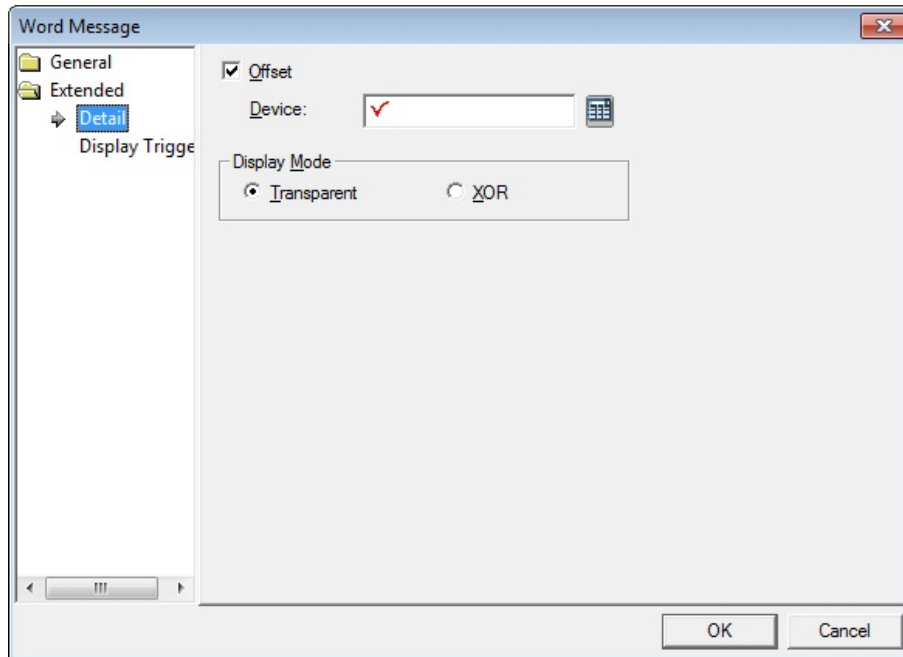 Word Message
General
Extended
Detail
Display Trigge
Offset
Device:
Display Mode
Transparent
XOR
OK
Cancel